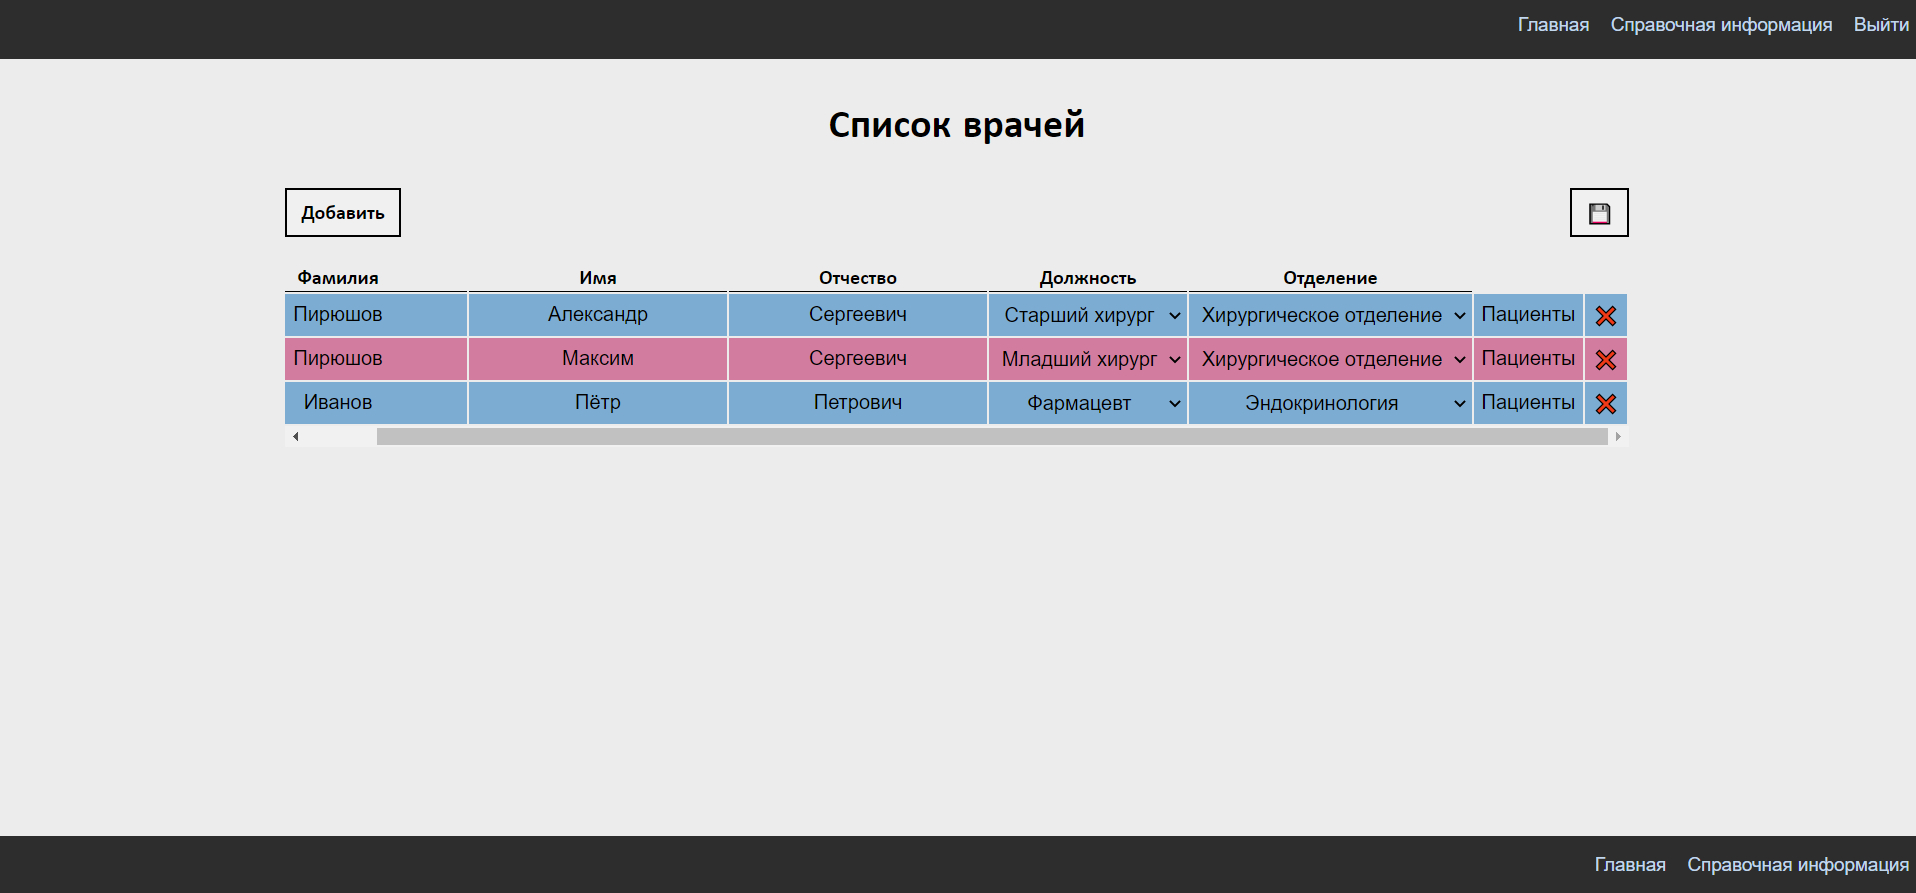 Главная Справочная информация Выйти
Список врачей
Добавить
Фамилия Имя Отчество Должность Отделение
Пирюшов Александр Сергеевич Старший хирург Хирургическое отделение Пациенты
Пирюшов Максим Сергеевич Младший хирург Хирургическое отделение Пациенты
Иванов Пётр Петрович Фармацевт Эндокринология Пациенты
Главная Справочная информация